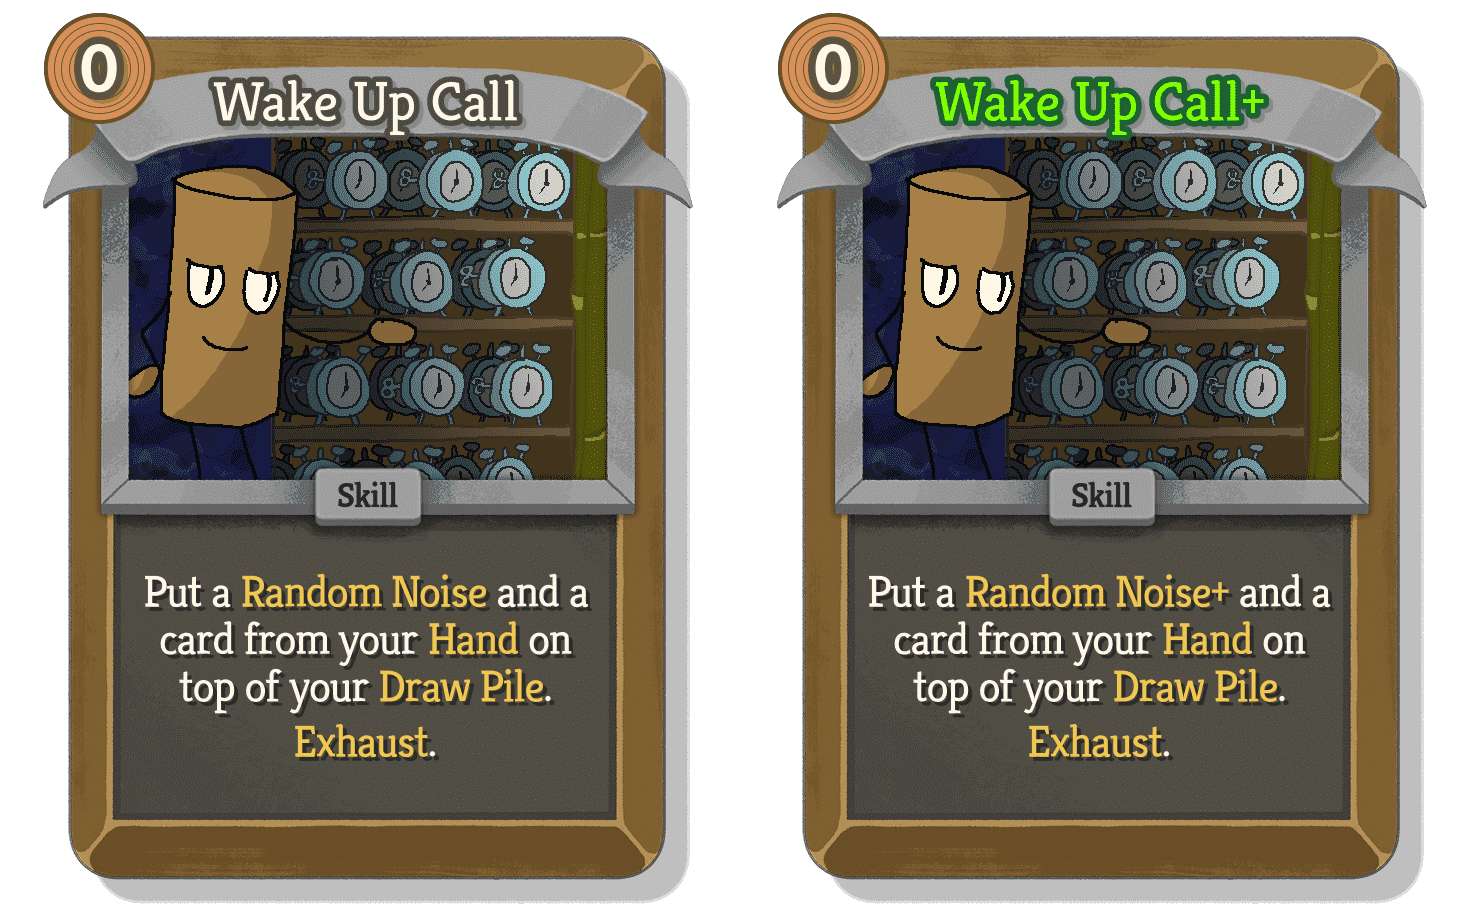 0
Wake Up Call
Skill
Put a Random Noise and a
card from your Hand on
top of your Draw Pile.
Exhaust.
0
Wake Up Call+
Skill
Put a Random Noise+ and a
card from your Hand on
top of your Draw Pile.
Exhaust.